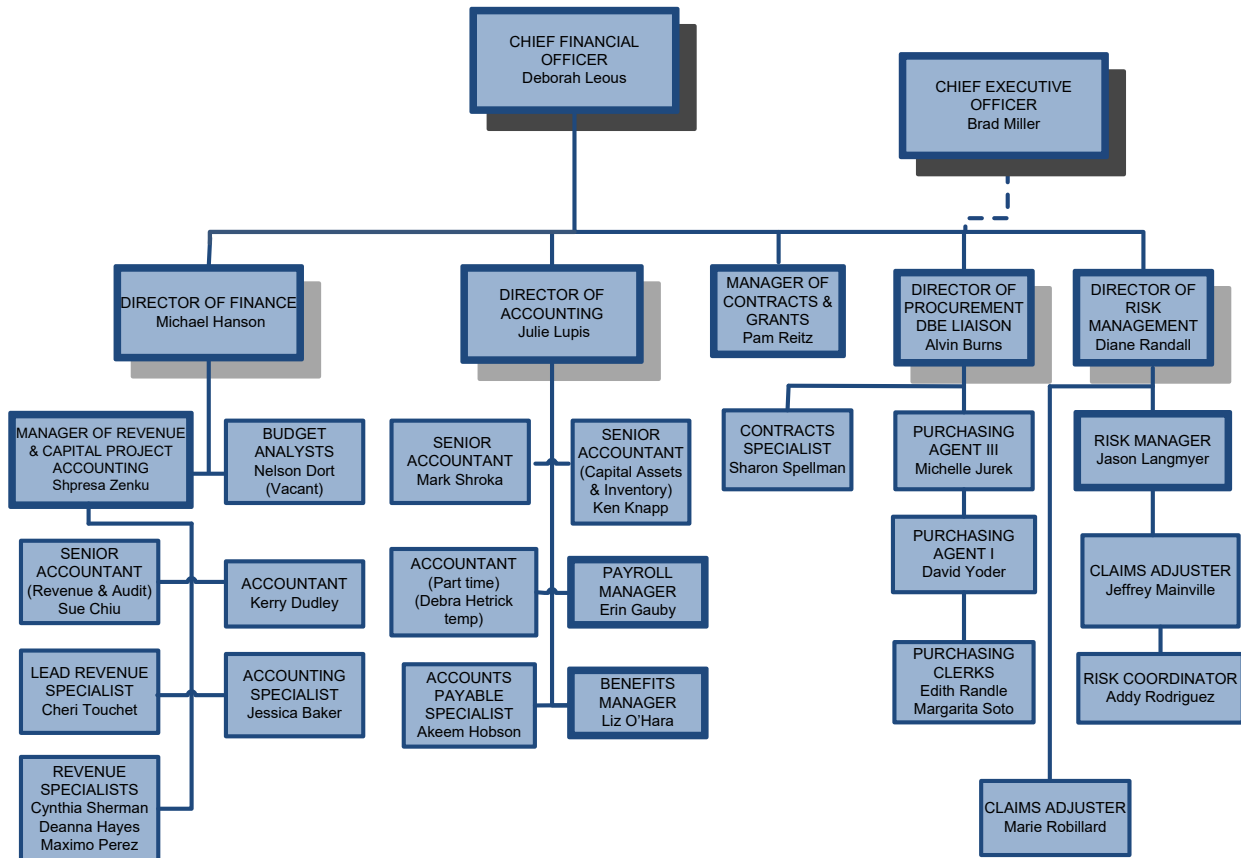 CHIEF FINANCIAL
OFFICER
Deborah Leous
CHIEF EXECUTIVE
OFFICER
Brad Miller
DIRECTOR OF FINANCE
Michael Hanson
DIRECTOR OF
ACCOUNTING
Julie Lupis
MANAGER OF
CONTRACTS &
GRANTS
Pam Reitz
DIRECTOR OF
PROCUREMENT
DBE LIAISON
Alvin Burns
DIRECTOR OF
RISK
MANAGEMENT
Diane Randall
MANAGER OF REVENUE
& CAPITAL PROJECT
ACCOUNTING
Shpresa Zenku
BUDGET
ANALYSTS
Nelson Dort
(Vacant)
SENIOR
ACCOUNTANT
Mark Shroka
SENIOR
ACCOUNTANT
(Capital Assets
& Inventory)
Ken Knapp
CONTRACTS
SPECIALIST
Sharon Spellman
PURCHASING
AGENT III
Michelle Jurek
RISK MANAGER
Jason Langmyer
SENIOR
ACCOUNTANT
(Revenue & Audit)
Sue Chiu
ACCOUNTANT
Kerry Dudley
ACCOUNTANT
(Part time)
(Debra Hetrick
temp)
PAYROLL
MANAGER
Erin Gauby
PURCHASING
AGENT I
David Yoder
CLAIMS ADJUSTER
Jeffrey Mainville
LEAD REVENUE
SPECIALIST
Cheri Touchet
ACCOUNTING
SPECIALIST
Jessica Baker
ACCOUNTS
PAYABLE
SPECIALIST
Akeem Hobson
BENEFITS
MANAGER
Liz O’Hara
PURCHASING
CLERKS
Edith Randle
Margarita Soto
RISK COORDINATOR
Addy Rodriguez
REVENUE
SPECIALISTS
Cynthia Sherman
Deanna Hayes
Maximo Perez
CLAIMS ADJUSTER
Marie Robillard